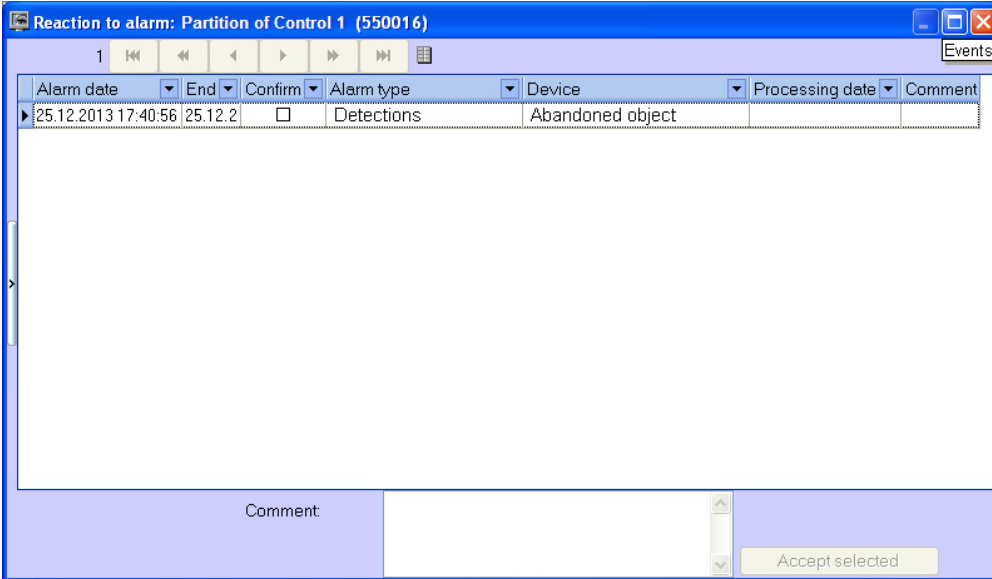 Reaction to alarm: Partition of Control 1 (550016)
Events
1
Alarm date End Confirm Alarm type Device Processing date Comment
25.12.2013 17:40:56 25.12.2 Detections Abandoned object
Comment:
Accept selected